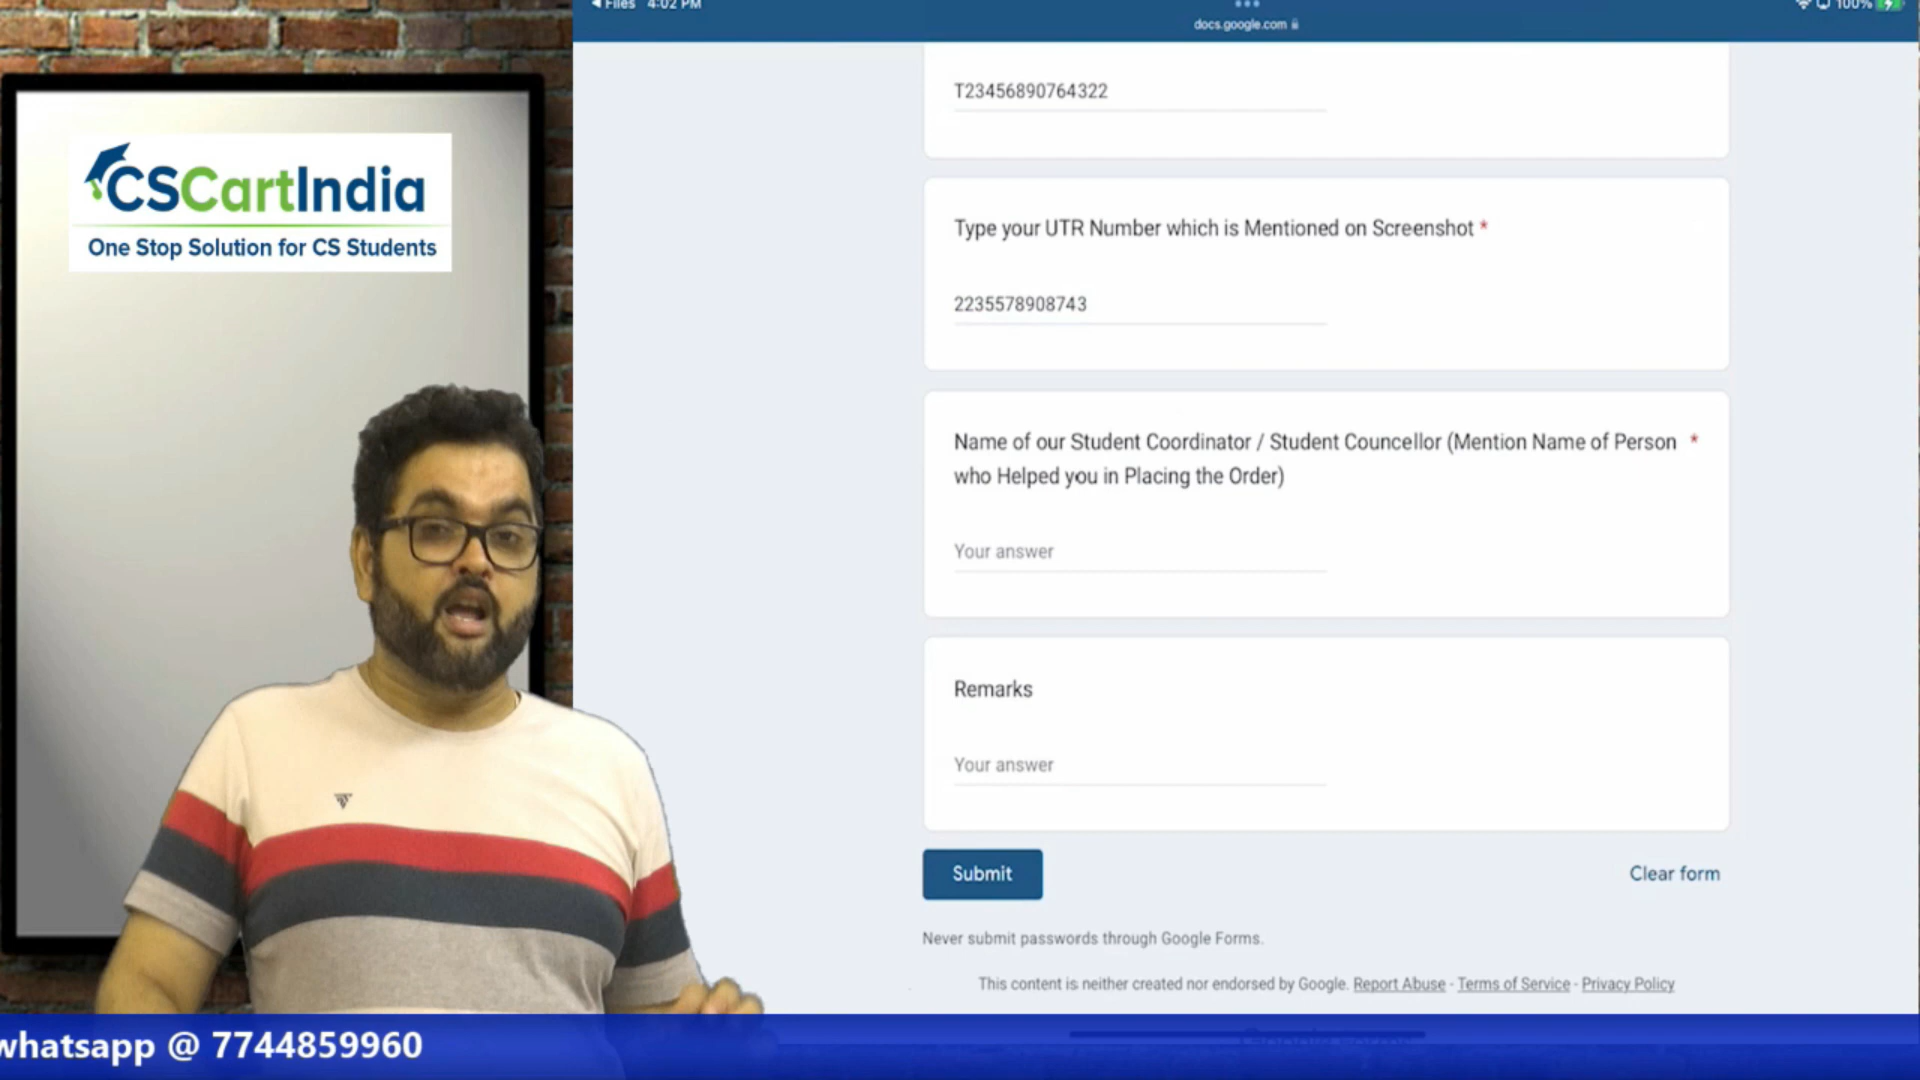 Files 4:02 PM
100%
docs.google.com
T23456890764322
Type your UTR Number which is Mentioned on Screenshot *
2235578908743
Name of our Student Coordinator / Student Councellor (Mention Name of Person *
who Helped you in Placing the Order)
Your answer
Remarks
Your answer
Submit
Clear form
Never submit passwords through Google Forms.
This content is neither created nor endorsed by Google. Report Abuse - Terms of Service - Privacy Policy
CSCartIndia
One Stop Solution for CS Students
whatsapp @ 7744859960